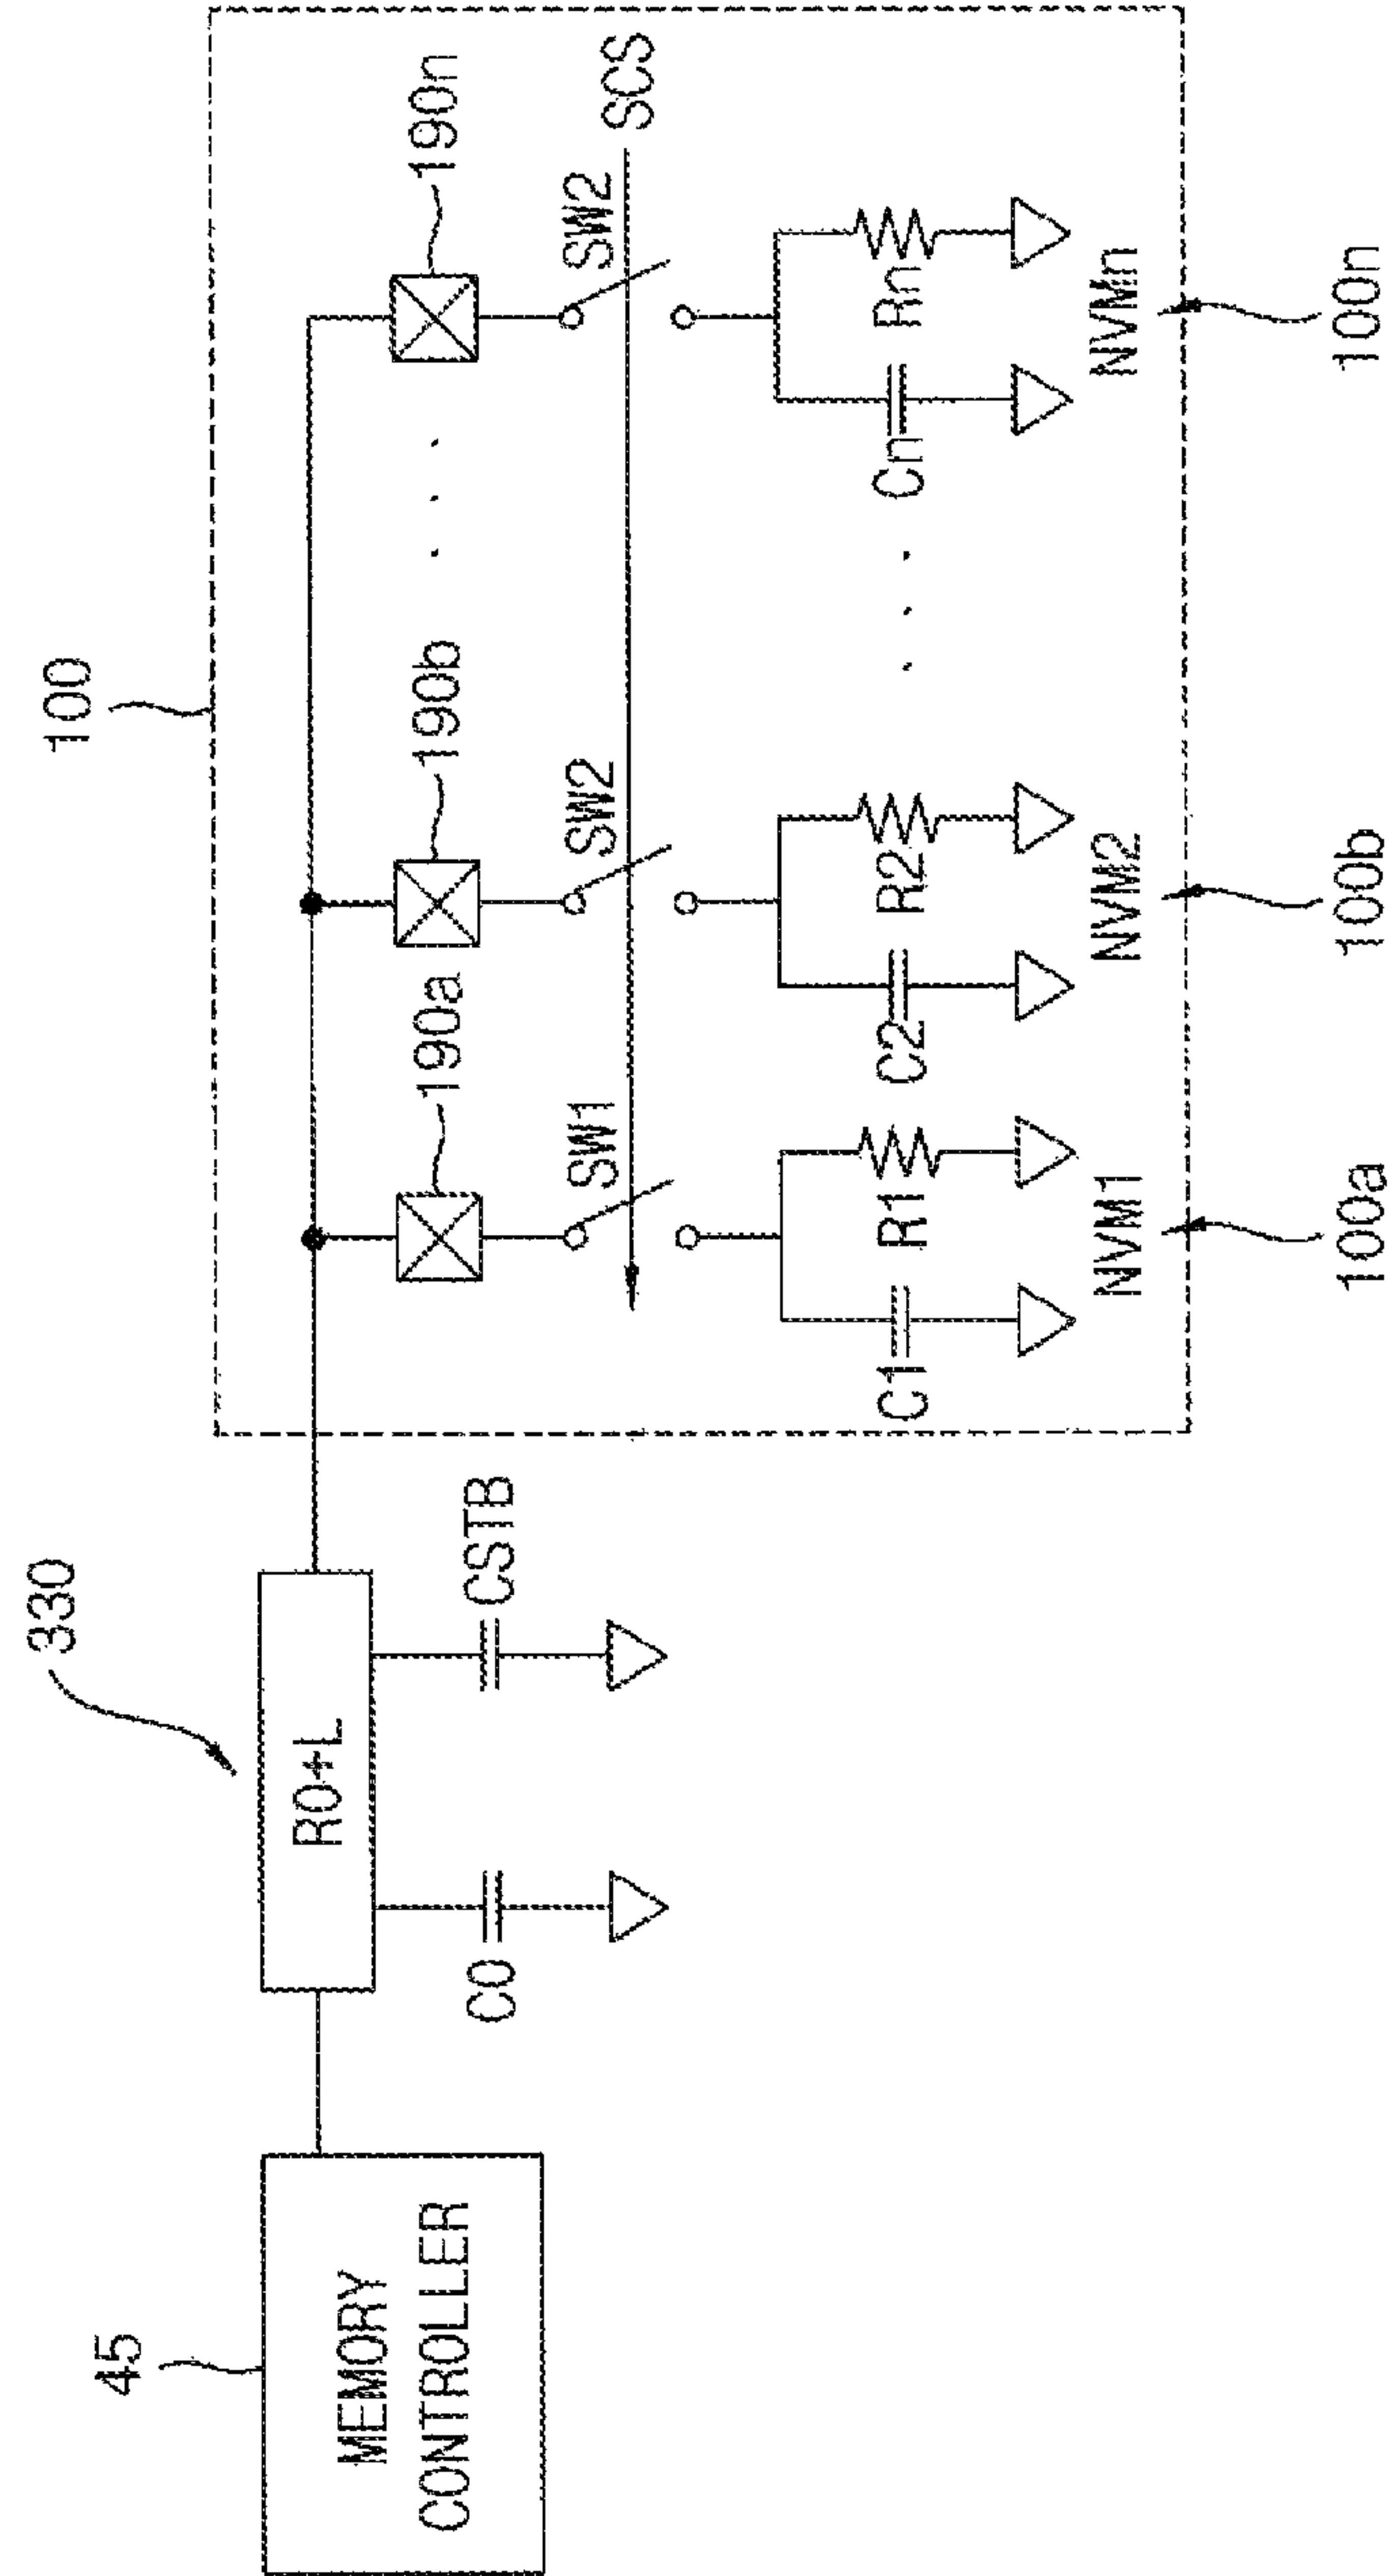 100
330
45
190a
190b
190n
MEMORY
CONTROLLER
R0+L
C0
CSTB
SW1
SW2
SW2
SCS
C1
R1
C2
R2
. . .
Cn
Rn
. . .
NVM1
NVM2
NVMn
100a
100b
100n